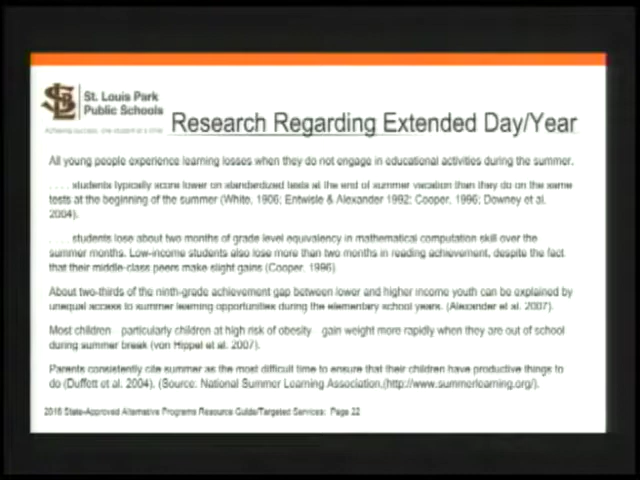 St. Louis Park
Public Schools
Achieving success, one student at a time
Research Regarding Extended Day/Year
All young people experience learning losses when they do not engage in educational activities during the summer.
. . . . students typically score lower on standardized tests at the end of summer vacation than they do on the same
tests at the beginning of the summer (White, 1906; Entwisle & Alexander 1992; Cooper, 1996; Downey et al.
2004).
. . . . students lose about two months of grade level equivalency in mathematical computation skill over the
summer months. Low-income students also lose more than two months in reading achievement, despite the fact
that their middle-class peers make slight gains (Cooper, 1996)
About two-thirds of the ninth-grade achievement gap between lower and higher income youth can be explained by
unequal access to summer learning opportunities during the elementary school years. (Alexander et al. 2007).
Most children particularly children at high risk of obesity gain weight more rapidly when they are out of school
during summer break (von Hippel et al. 2007).
Parents consistently cite summer as the most difficult time to ensure that their children have productive things to
do (Duffett et al. 2004). (Source: National Summer Learning Association,(http://www.summerlearning.org/).
2016 State-Approved Alternative Programs Resource Guide/Targeted Services: Page 22